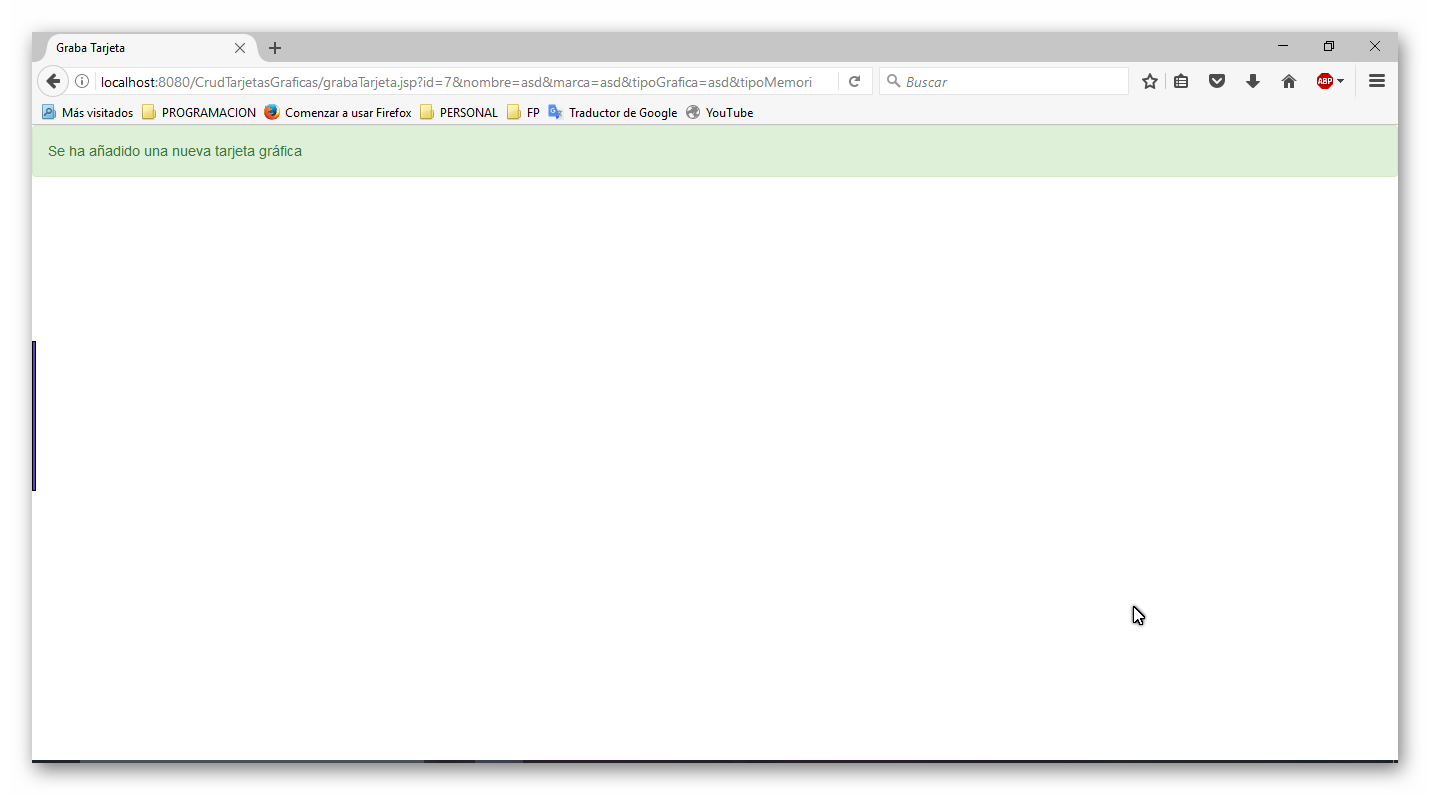 Graba Tarjeta
localhost:8080/CrudTarjetasGraficas/grabaTarjeta.jsp?id=7&nombre=asd&marca=asd&tipoGrafica=asd&tipoMemori
Buscar
ABP
Más visitados PROGRAMACION Comenzar a usar Firefox PERSONAL FP Traductor de Google YouTube
Se ha añadido una nueva tarjeta gráfica